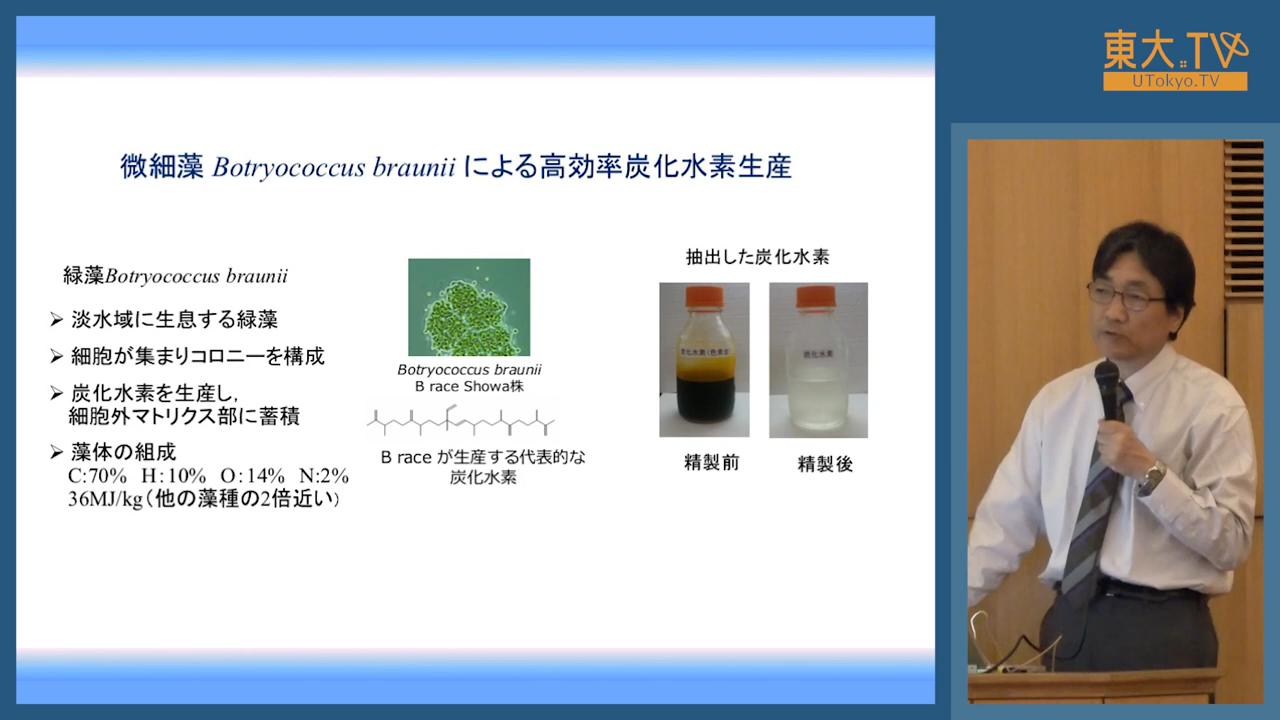 東大.TV
UTokyo.TV
微細藻 Botryococcus braunii による高効率炭化水素生産
緑藻Botryococcus braunii
➢ 淡水域に生息する緑藻
➢ 細胞が集まりコロニーを構成
➢ 炭化水素を生産し,
細胞外マトリクス部に蓄積
➢ 藻体の組成
C:70% H:10% O:14% N:2%
36MJ/kg(他の藻種の2倍近い)
Botryococcus braunii
B race Showa株
B race が生産する代表的な
炭化水素
抽出した炭化水素
炭化水素
精製前
精製後